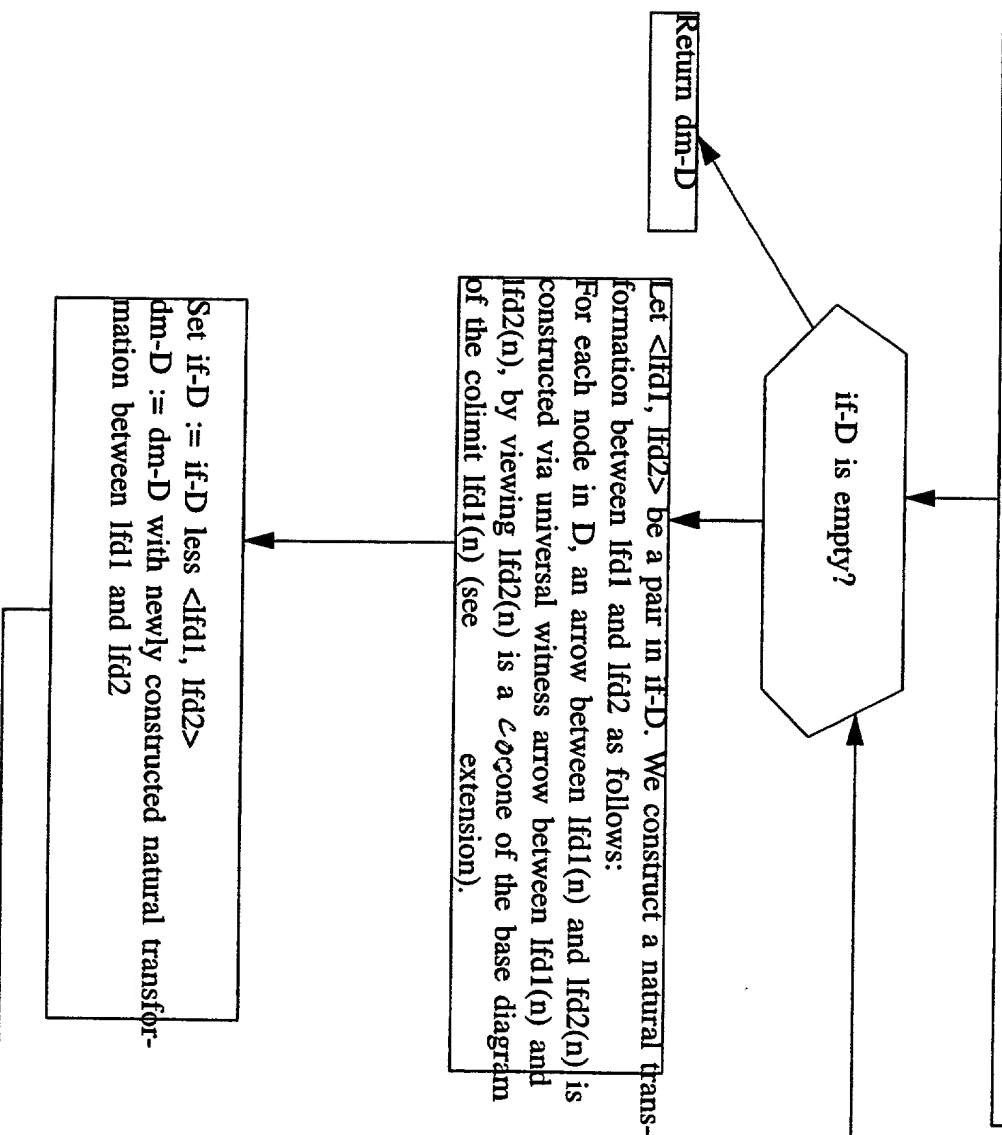 if-D is empty?
Return dm-D
Let <lfd1, lfd2> be a pair in if-D. We construct a natural trans-
formation between lfd1 and lfd2 as follows:
For each node in D, an arrow between lfd1(n) and lfd2(n) is
constructed via universal witness arrow between lfd1(n) and
lfd2(n), by viewing lfd2(n) is a cocone of the base diagram
of the colimit lfd1(n) (see extension).
Set if-D := if-D less <lfd1, lfd2>
dm-D := dm-D with newly constructed natural transfor-
mation between lfd1 and lfd2